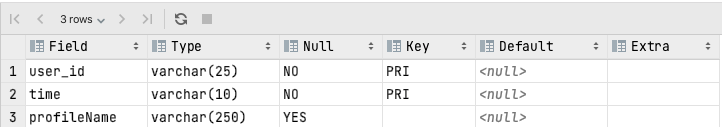 3 rows
Field Type Null Key Default Extra
1 user_id varchar(25) NO PRI <null>
2 time varchar(10) NO PRI <null>
3 profileName varchar(250) YES <null>